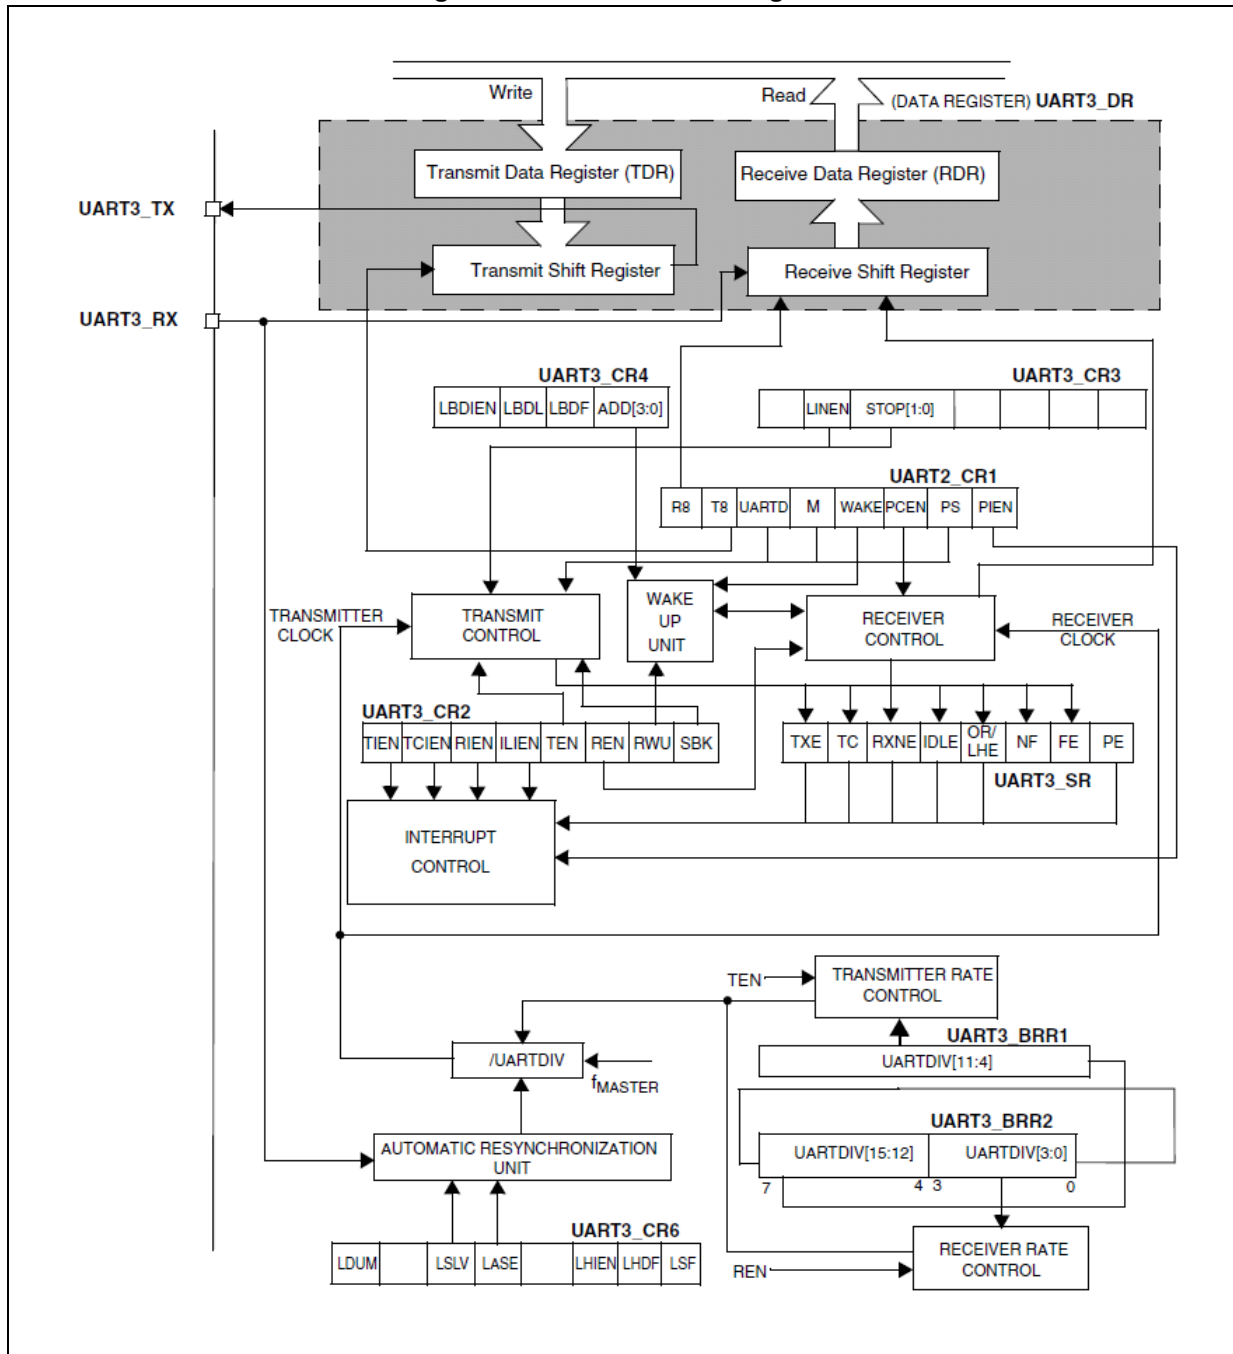 Write
Read
(DATA REGISTER) UART3_DR
Transmit Data Register (TDR)
Receive Data Register (RDR)
UART3_TX
Transmit Shift Register
Receive Shift Register
UART3_RX
UART3_CR4
UART3_CR3
LBDIEN LBDL LBDF ADD[3:0]
LINEN STOP[1:0]
UART2_CR1
R8 T8 UARTD M WAKE PCEN PS PIEN
TRANSMITTER
CLOCK
TRANSMIT
CONTROL
WAKE
UP
UNIT
RECEIVER
CONTROL
RECEIVER
CLOCK
UART3_CR2
TIEN TCIEN RIEN ILIEN TEN REN RWU SBK
TXE TC RXNE IDLE OR/ LHE NF FE PE
UART3_SR
INTERRUPT
CONTROL
TEN
TRANSMITTER RATE
CONTROL
UART3_BRR1
/UARTDIV
UARTDIV[11:4]
fMASTER
UART3_BRR2
AUTOMATIC RESYNCHRONIZATION
UNIT
UARTDIV[15:12] UARTDIV[3:0]
7 4 3 0
UART3_CR6
LDUM LSLV LASE LHIEN LHDF LSF
REN
RECEIVER RATE
CONTROL